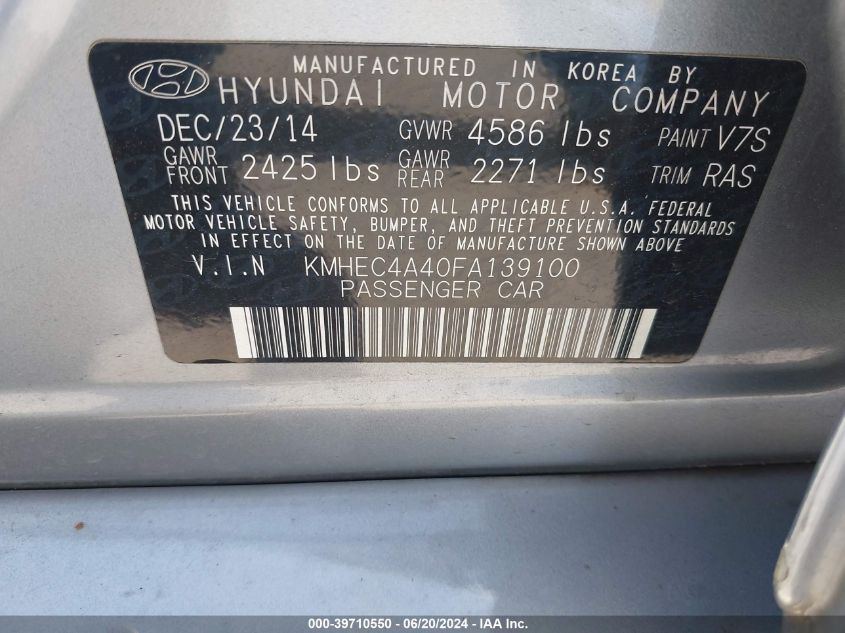 MANUFACTURED IN KOREA BY
HYUNDAI MOTOR COMPANY
DEC/23/14 GVWR 4586 lbs PAINT V7S
GAWR FRONT 2425 lbs GAWR REAR 2271 lbs TRIM RAS
THIS VEHICLE CONFORMS TO ALL APPLICABLE U.S.A. FEDERAL
MOTOR VEHICLE SAFETY, BUMPER, AND THEFT PREVENTION STANDARDS
IN EFFECT ON THE DATE OF MANUFACTURE SHOWN ABOVE
V.I.N KMHEC4A40FA139100
PASSENGER CAR
000-39710550 - 06/20/2024 - IAAI.com.